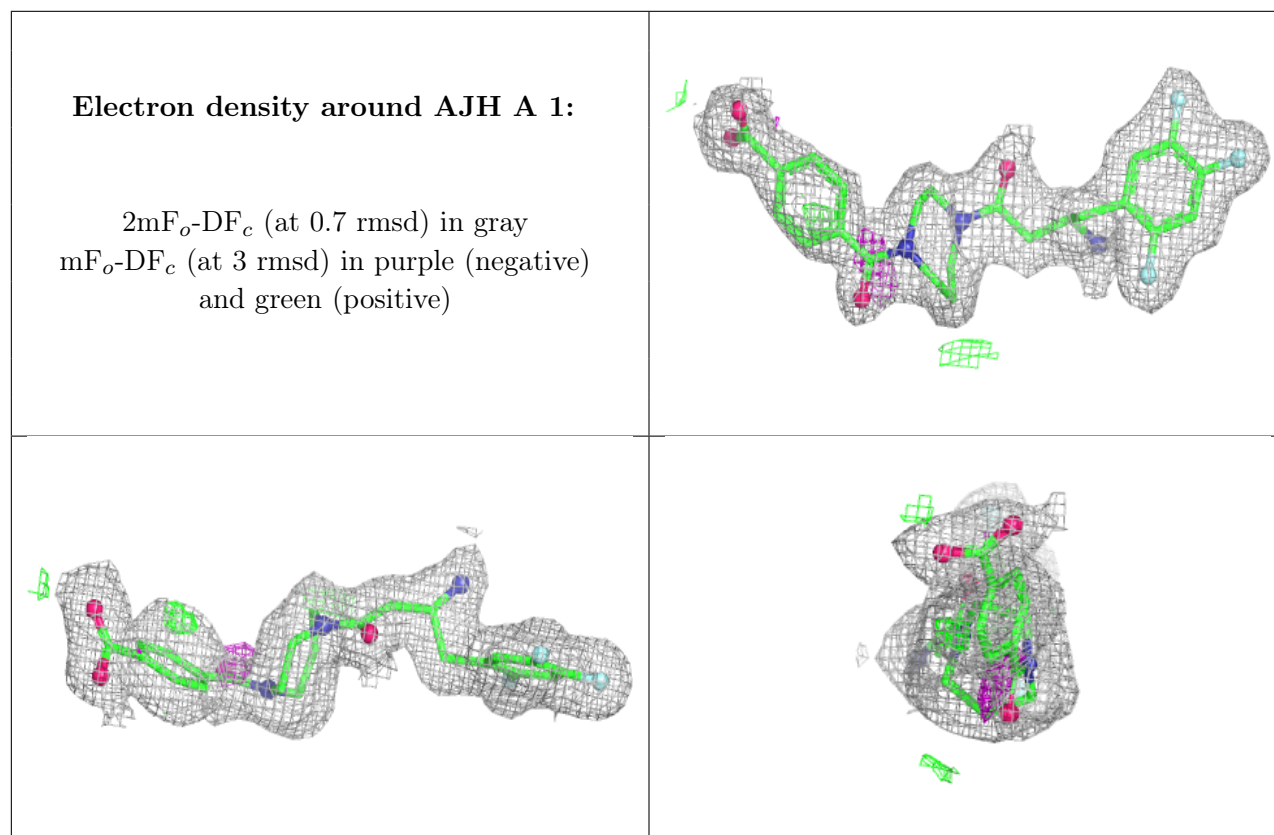 Electron density around AJH A 1:
2mFₒ-DF𝒸 (at 0.7 rmsd) in gray
mFₒ-DF𝒸 (at 3 rmsd) in purple (negative)
and green (positive)